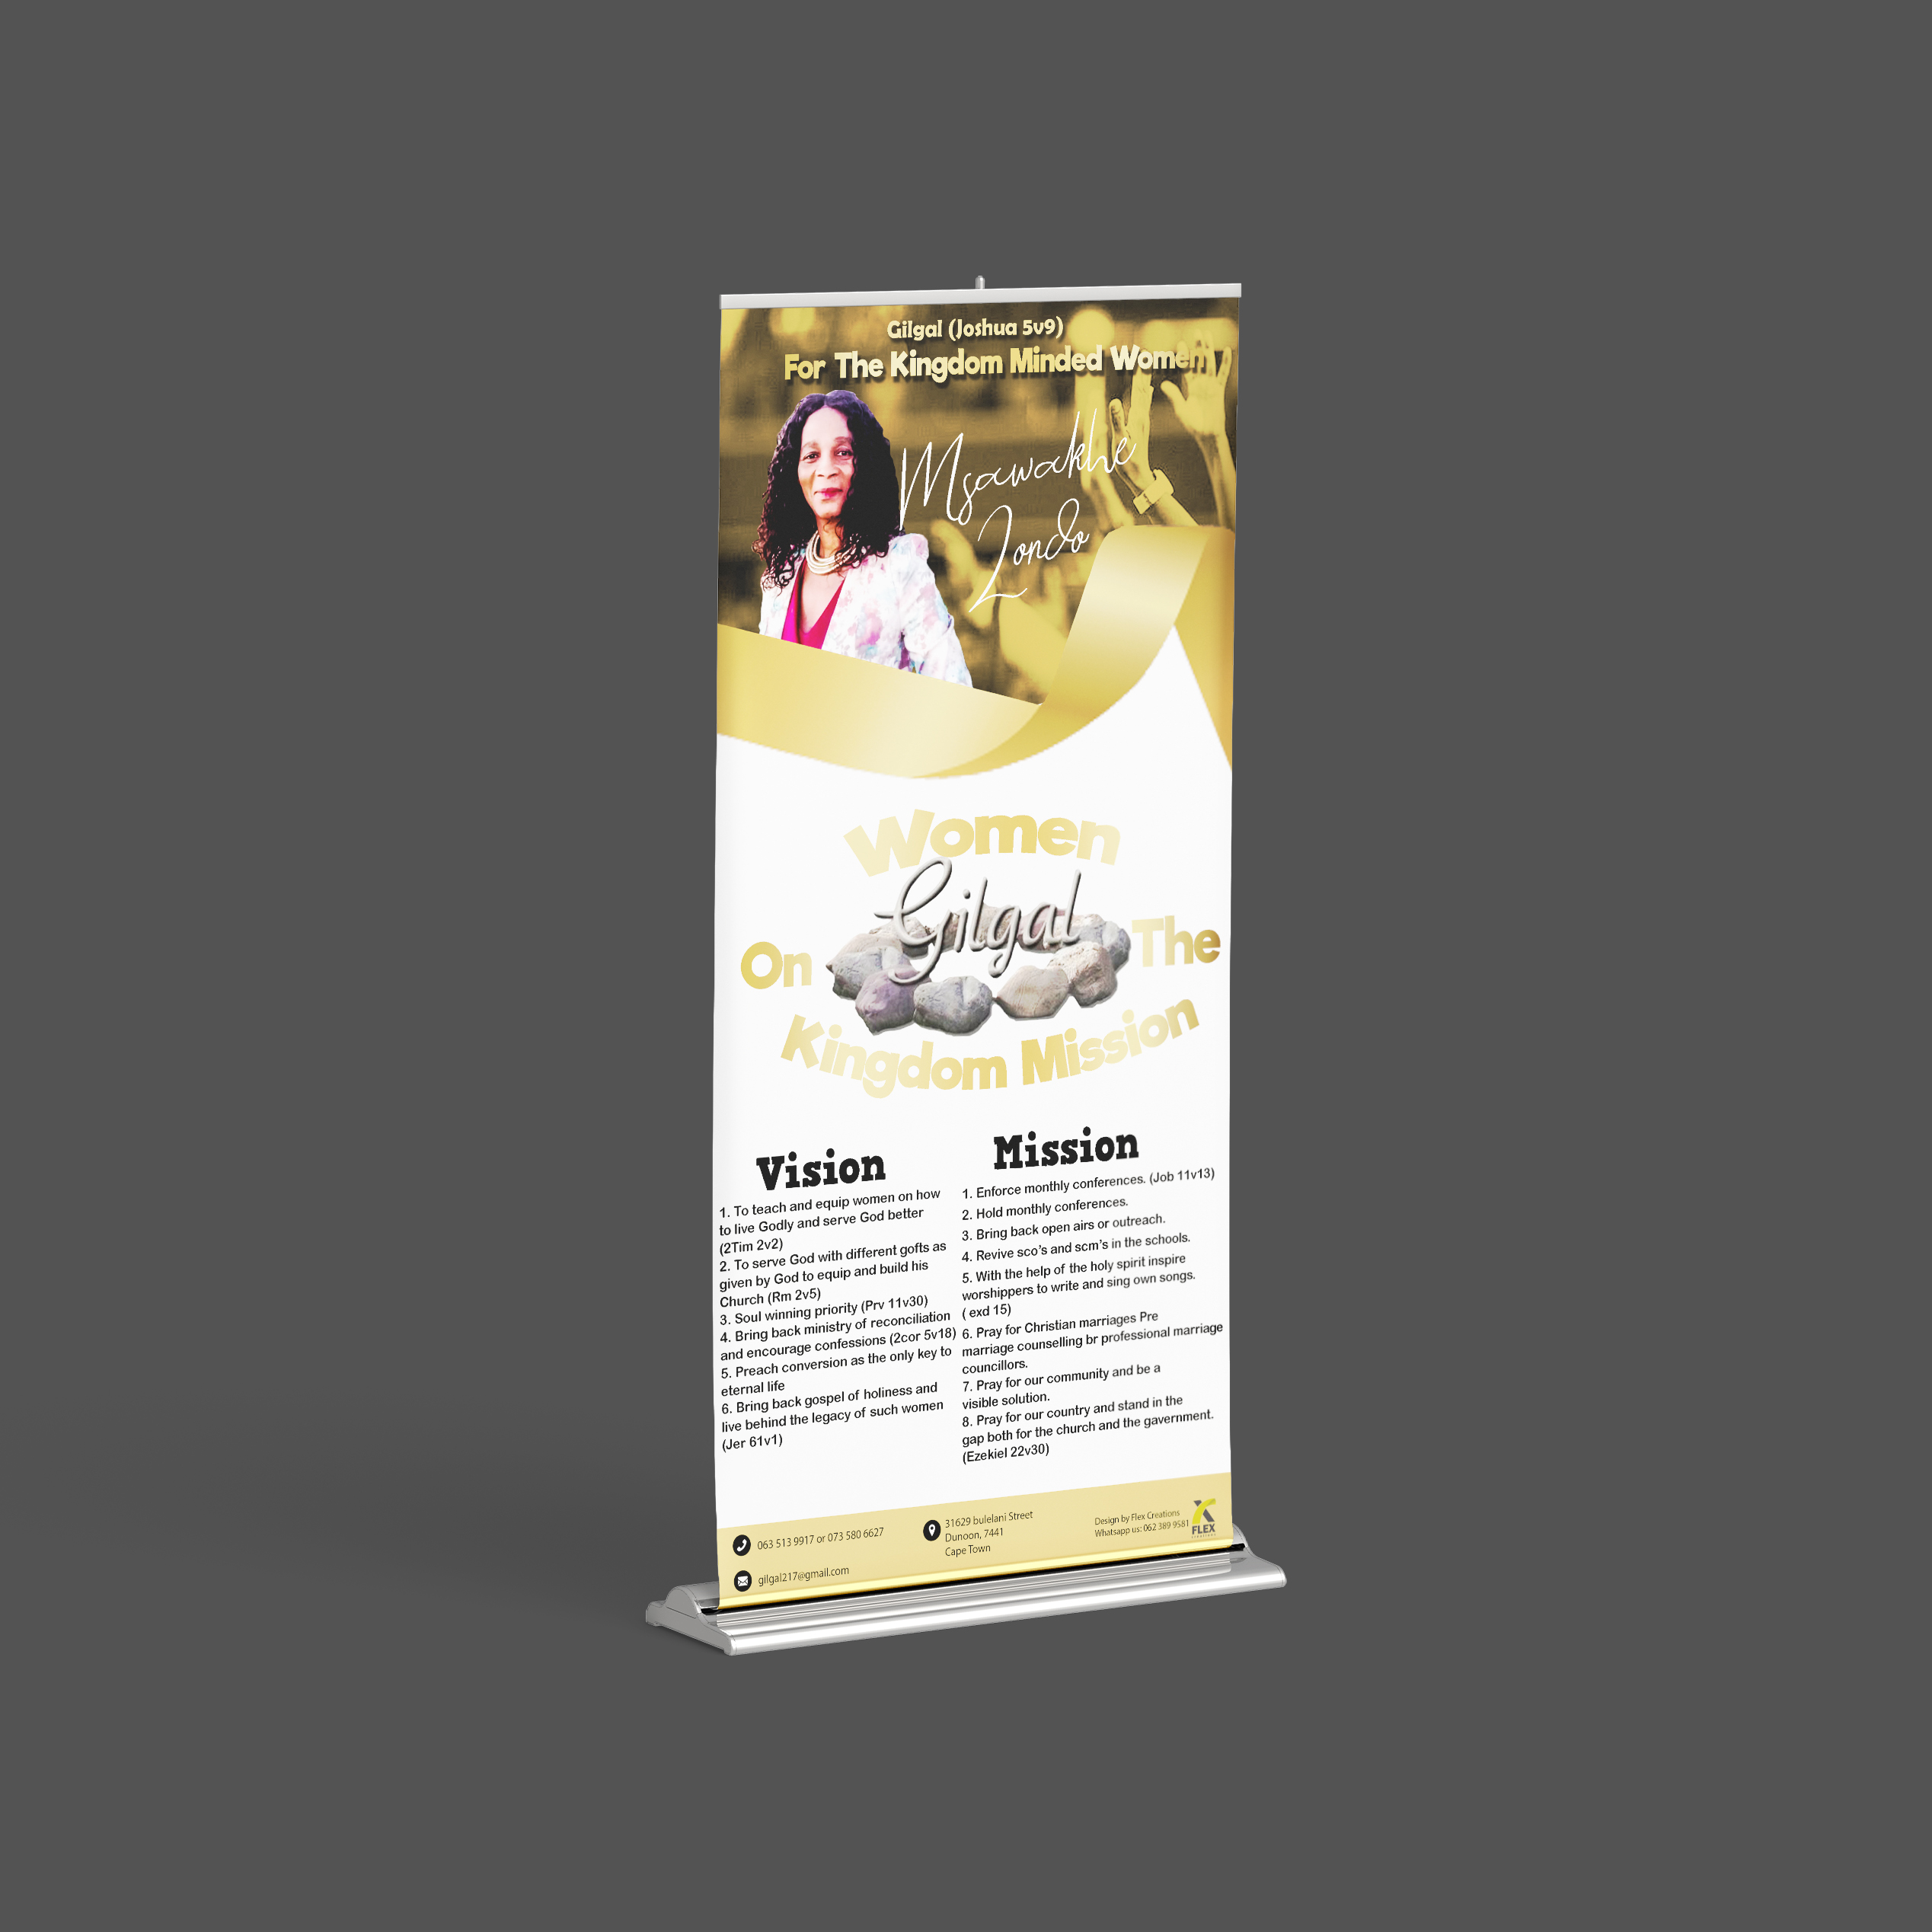 Gilgal (Joshua 5v9)
For The Kingdom Minded Women
Msawakhe
Londo
Women
Gilgal
On
The
Kingdom Mission
Vision
1. To teach and equip women on how
to live Godly and serve God better
(2Tim 2v2)
2. To serve God with different gofts as
given by God to equip and build his
Church (Rm 2v5)
3. Soul winning priority (Prv 11v30)
4. Bring back ministry of reconciliation
and encourage confessions (2cor 5v18)
5. Preach conversion as the only key to
eternal life
6. Bring back gospel of holiness and
live behind the legacy of such women
(Jer 61v1)
Mission
1. Enforce monthly conferences. (Job 11v13)
2. Hold monthly conferences.
3. Bring back open airs or outreach.
4. Revive sco's and scm's in the schools.
5. With the help of the holy spirit inspire
worshippers to write and sing own songs.
( exd 15)
6. Pray for Christian marriages Pre
marriage counselling br professional marriage
councillors.
7. Pray for our community and be a
visible solution.
8. Pray for our country and stand in the
gap both for the church and the gavernment.
(Ezekiel 22v30)
063 513 9917 or 073 580 6627
gilgal217@gmail.com
31629 bulelani Street
Dunoon, 7441
Cape Town
Design by Flex Creations
Whatsapp us: 062 389 9581
FLEX